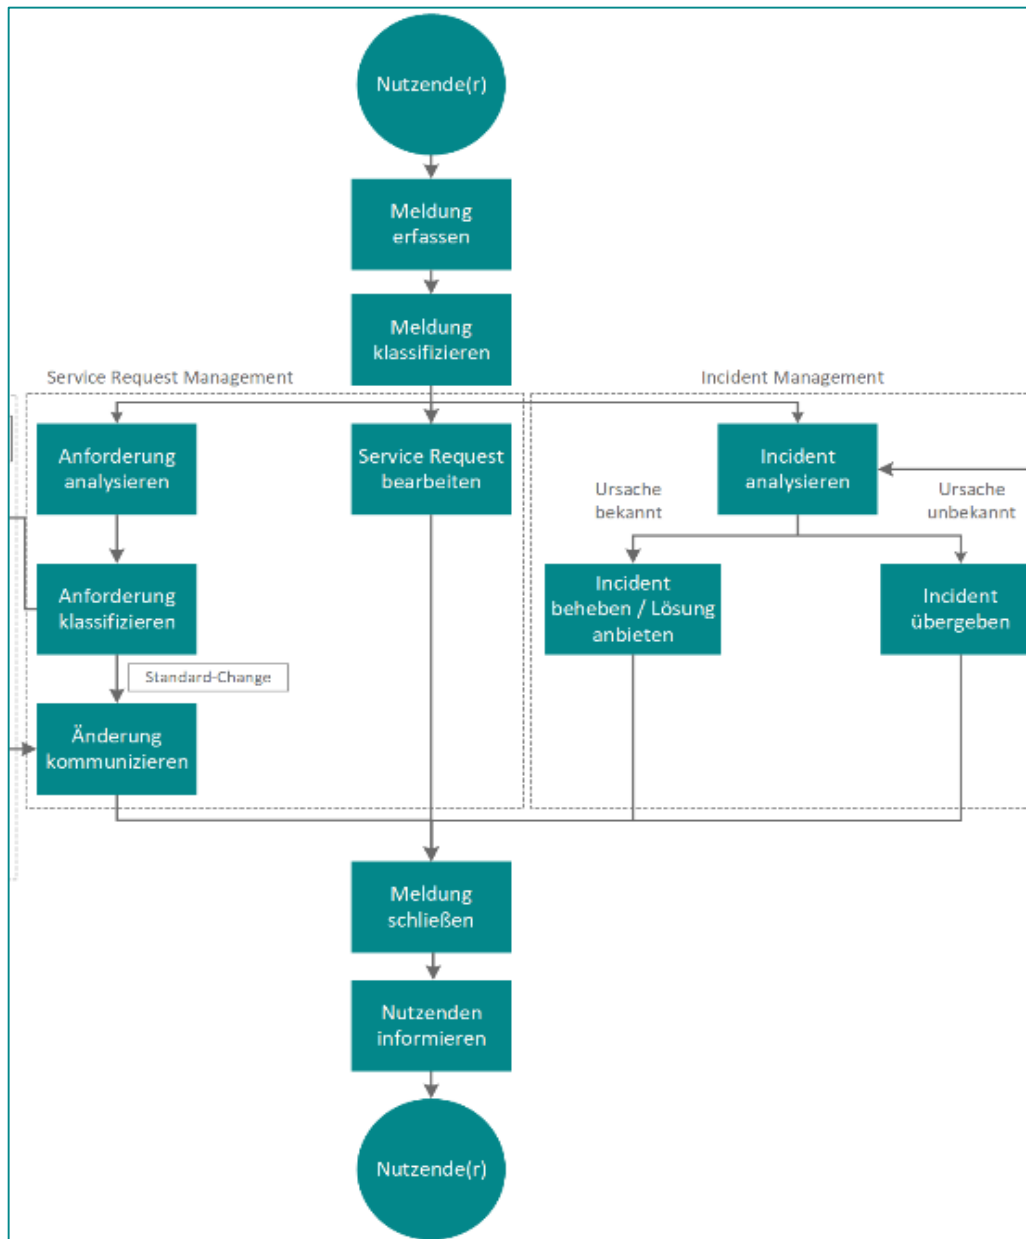 Nutzende(r)
Meldung
erfassen
Meldung
klassifizieren
Service Request Management
Incident Management
Anforderung
analysieren
Service Request
bearbeiten
Incident
analysieren
Ursache
bekannt
Ursache
unbekannt
Anforderung
klassifizieren
Incident
beheben / Lösung
anbieten
Incident
übergeben
Standard-Change
Änderung
kommunizieren
Meldung
schließen
Nutzenden
informieren
Nutzende(r)